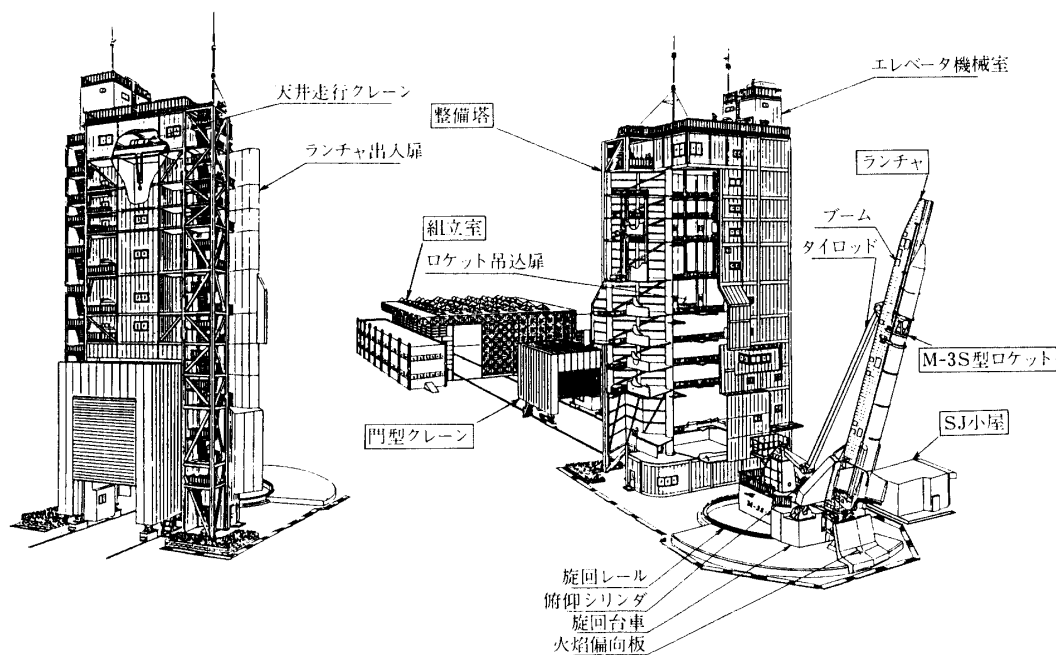 天井走行クレーン
ランチャ出入扉
エレベータ機械室
整備塔
ランチャ
ブーム
タイロッド
組立室
ロケット吊込扉
M-3S型ロケット
門型クレーン
SJ小屋
M-3S
旋回レール
俯仰シリンダ
旋回台車
火焔偏向板